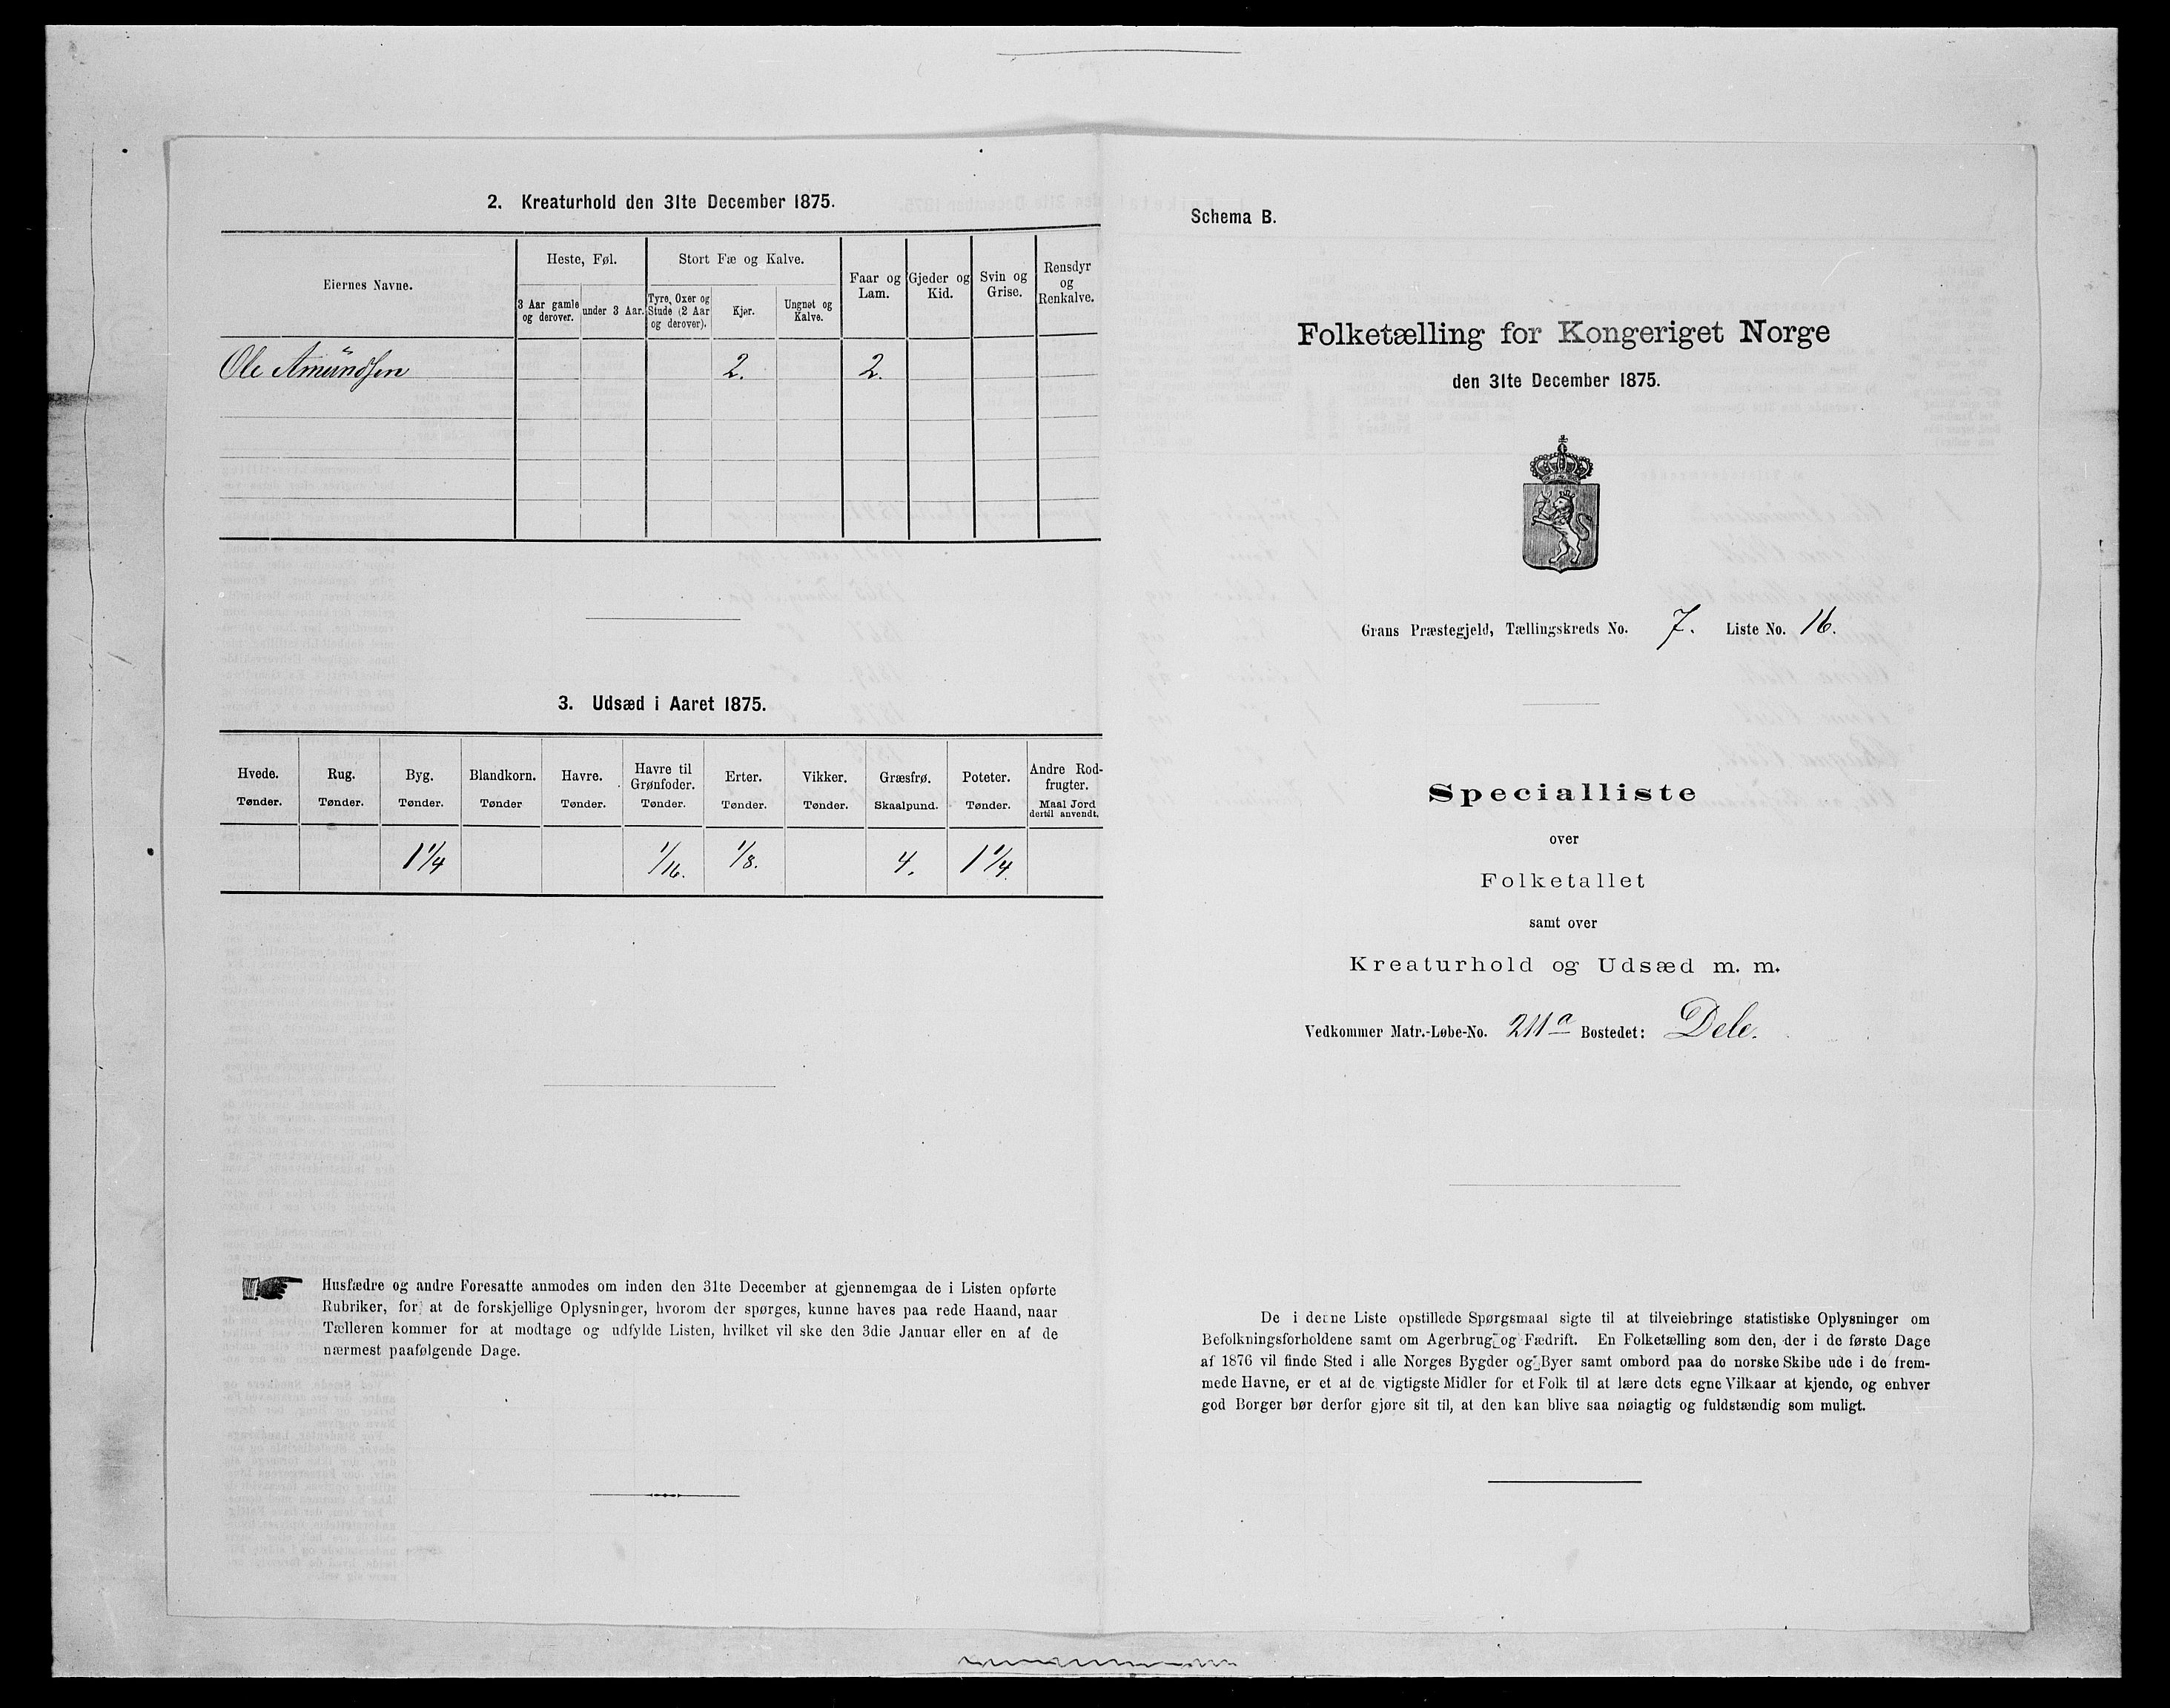 2. Kreaturhold den 31te December 1875.
Eiernes Navne.
Heste, Føl.
Stort Fæ og Kalve.
Faar og Lam.
Gjeder og Kid.
Svin og Grise.
Rensdyr og Renkalve.
3 Aar gamle og derover.
under 3 Aar.
Tyre, Oxer og Stude (2 Aar og derover).
Kjør.
Ungnøt og Kalve.
Ole Amundsen 2. 2.
3. Udsæd i Aaret 1875.
Hvede. Rug. Byg. Blandkorn. Havre. Havre til Grønfoder. Erter. Vikker. Græsfrø. Poteter. Andre Rodfrugter.
Tønder. Tønder. Tønder. Tønder Tønder. Tønder. Tønder. Tønder. Skaalpund. Tønder. Maal Jord dertil anvendt.
1 1/4 1/16. 1/8. 4. 1 1/4.
Husfædre og andre Foresatte anmodes om inden den 31te December at gjennemgaa de i Listen opførte
Rubriker, for at de forskjellige Oplysninger, hvorom der spørges, kunne haves paa rede Haand, naar
Tælleren kommer for at modtage og udfylde Listen, hvilket vil ske den 3die Januar eller en af de
nærmest paafølgende Dage.
Schema B.
Folketælling for Kongeriget Norge
den 31te December 1875.
Grans Præstegjeld, Tællingskreds No. 7. Liste No. 16.
Specialliste
over
Folketallet
samt over
Kreaturhold og Udsæd m. m.
Vedkommer Matr.-Løbe-No. 211a Bostedet: Dele.
De i denne Liste opstillede Spørgsmaal sigte til at tilveiebringe statistiske Oplysninger om
Befolkningsforholdene samt om Agerbrug og Fædrift. En Folketælling som den, der i de første Dage
af 1876 vil finde Sted i alle Norges Bygder og Byer samt ombord paa de norske Skibe ude i de frem-
mede Havne, er et af de vigtigste Midler for et Folk til at lære dets egne Vilkaar at kjende, og enhver
god Borger bør derfor gjøre sit til, at den kan blive saa nøiagtig og fuldstændig som muligt.